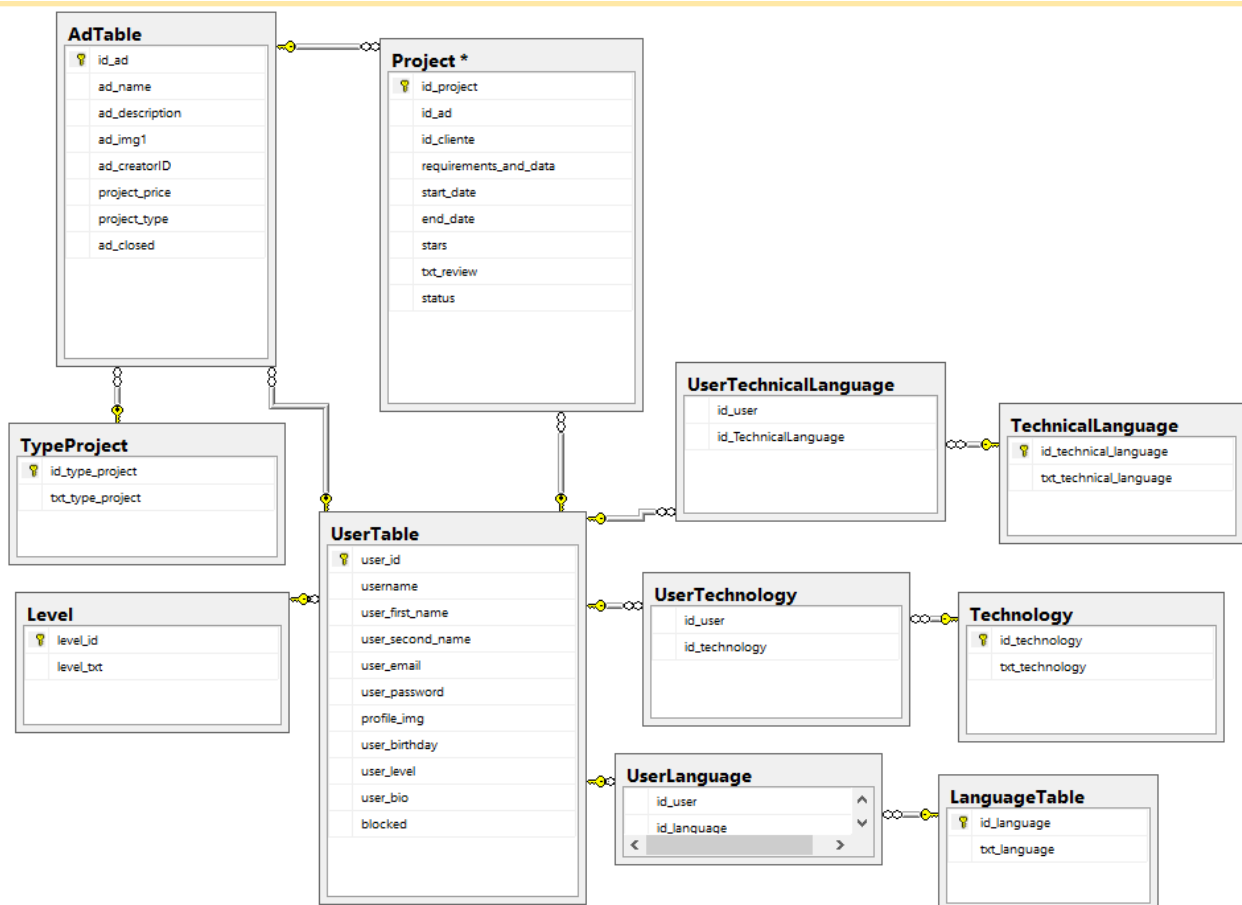 AdTable
id_ad
ad_name
ad_description
ad_img1
ad_creatorID
project_price
project_type
ad_closed
Project *
id_project
id_ad
id_cliente
requirements_and_data
start_date
end_date
stars
txt_review
status
UserTechnicalLanguage
id_user
id_TechnicalLanguage
TechnicalLanguage
id_technical_language
txt_technical_language
TypeProject
id_type_project
txt_type_project
UserTable
user_id
username
user_first_name
user_second_name
user_email
user_password
profile_img
user_birthday
user_level
user_bio
blocked
Level
level_id
level_txt
UserTechnology
id_user
id_technology
Technology
id_technology
txt_technology
UserLanguage
id_user
id_language
LanguageTable
id_language
txt_language